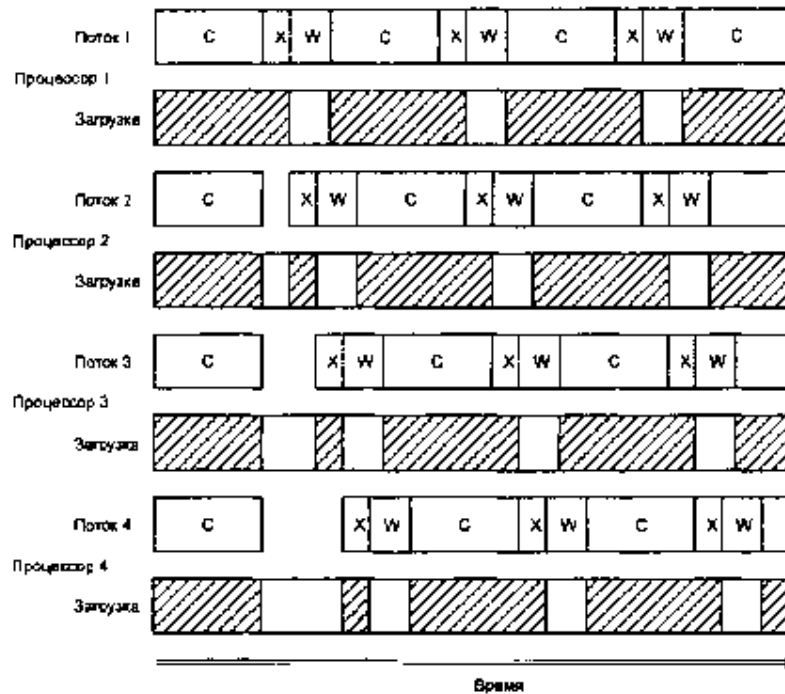 Поток 1 C X W C X W C X W C
Процессор 1
Загрузка
Поток 2 C X W C X W C X W
Процессор 2
Загрузка
Поток 3 C X W C X W C X W
Процессор 3
Загрузка
Поток 4 C X W C X W C X W
Процессор 4
Загрузка
Время